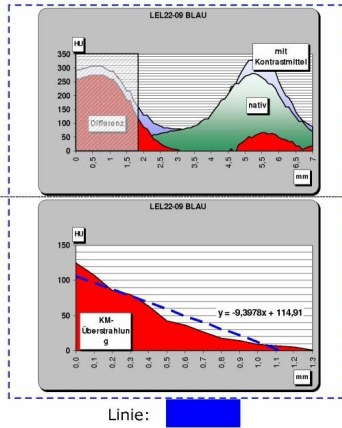 LEL22-09 BLAU
HU
mit
Kontrastmittel
350
300
250
200
150
100
50
0
nativ
Differenz
0
0,5
1
1,5
2
2,5
3
3,5
4
4,5
5
5,5
6
6,5
7
mm
LEL22-09 BLAU
HU
150
100
50
0
y = -9,3978x + 114,91
KM-
Überstrahlun
g
0,0
0,1
0,2
0,3
0,4
0,5
0,6
0,7
0,8
0,9
1,0
1,1
1,2
1,3
mm
Linie: